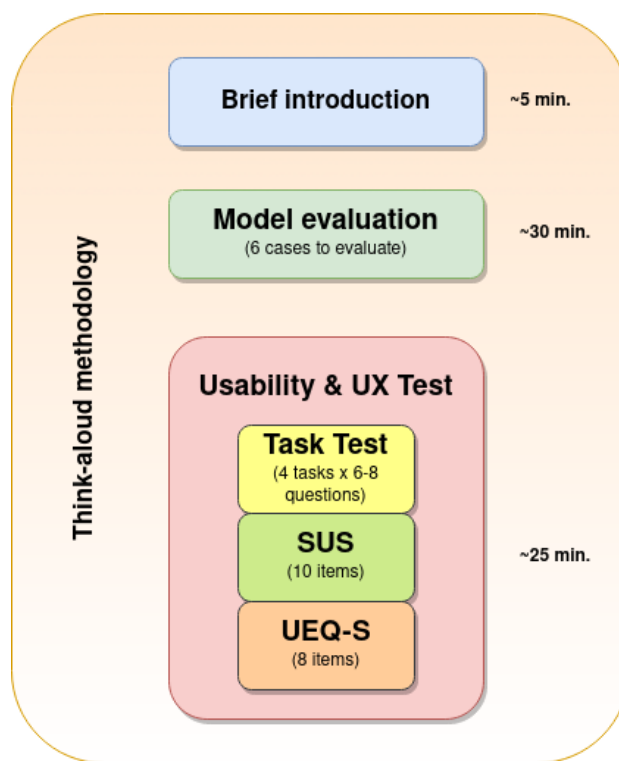 Brief introduction
~5 min.
Model evaluation
(6 cases to evaluate)
~30 min.
Think-aloud methodology
Usability & UX Test
Task Test
(4 tasks x 6-8
questions)
SUS
(10 items)
~25 min.
UEQ-S
(8 items)